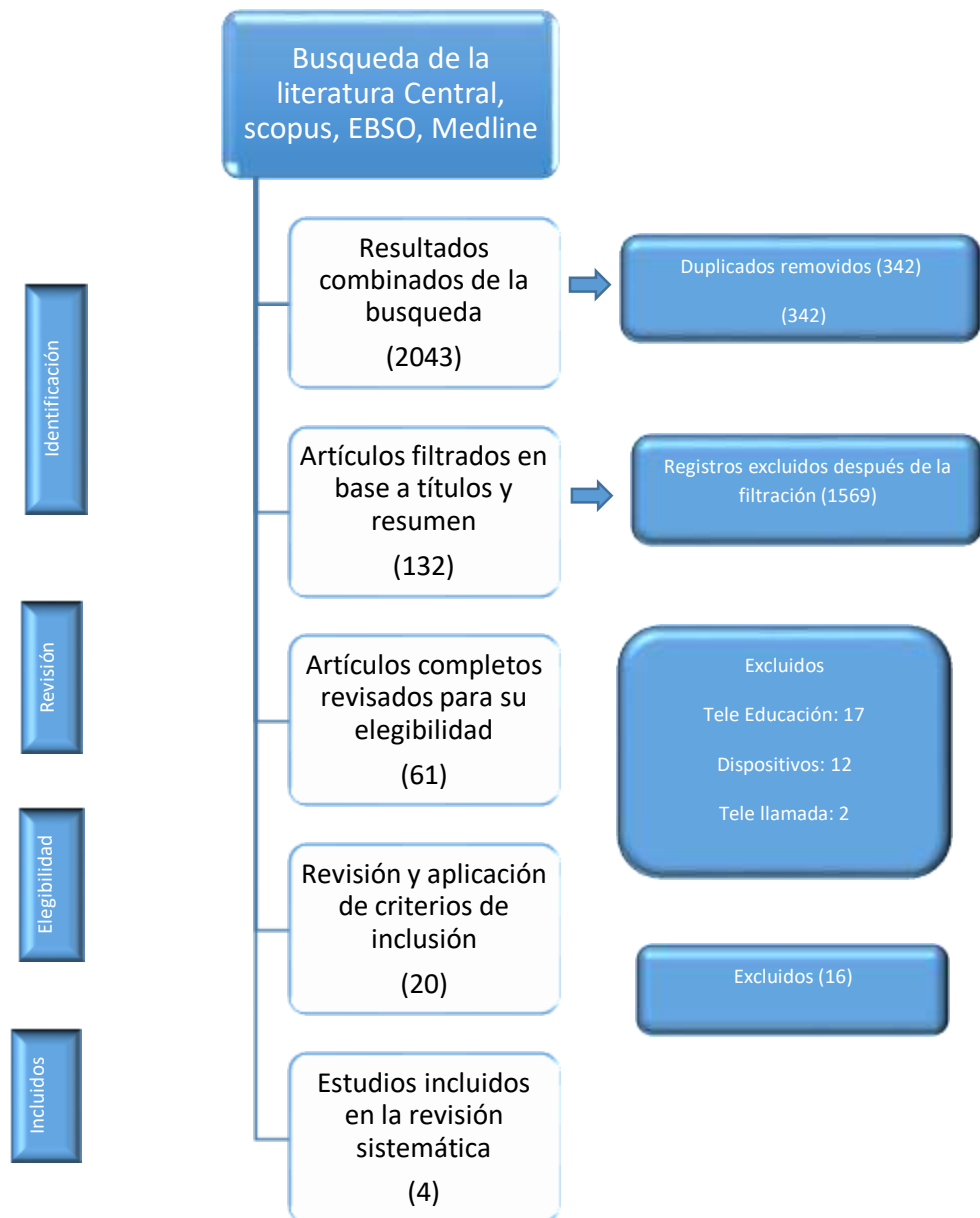 Busqueda de la
literatura Central,
scopus, EBSO, Medline
Identificación
Resultados
combinados de la
busqueda
(2043)
Duplicados removidos (342)
(342)
Artículos filtrados en
base a títulos y
resumen
(132)
Registros excluidos después de la
filtración (1569)
Revisión
Artículos completos
revisados para su
elegibilidad
(61)
Excluidos
Tele Educación: 17
Dispositivos: 12
Tele llamada: 2
Elegibilidad
Revisión y aplicación
de criterios de
inclusión
(20)
Excluidos (16)
Incluidos
Estudios incluidos
en la revisión
sistemática
(4)